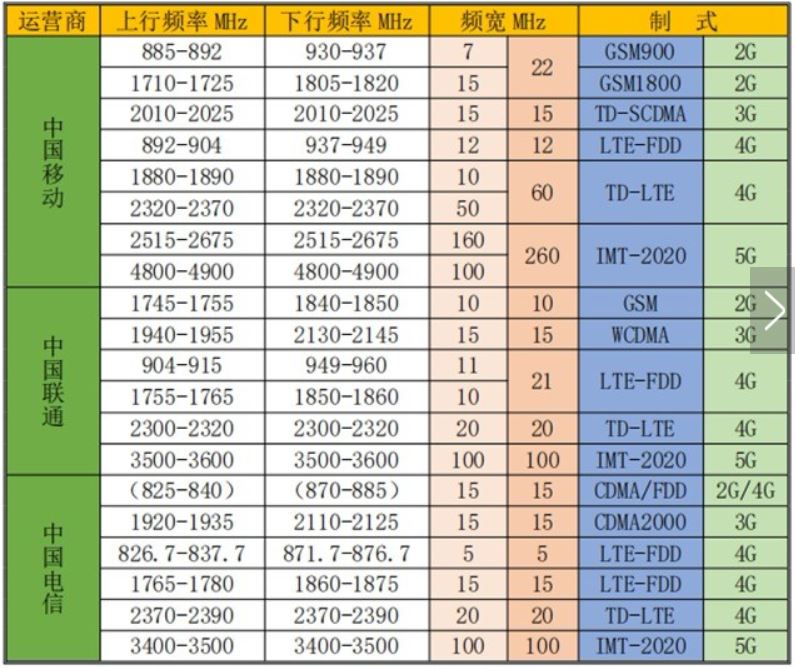 运营商 上行频率 MHz 下行频率 MHz 频宽 MHz 制 式
中国移动 885-892 930-937 7 22 GSM900 2G
1710-1725 1805-1820 15 GSM1800 2G
2010-2025 2010-2025 15 15 TD-SCDMA 3G
892-904 937-949 12 12 LTE-FDD 4G
1880-1890 1880-1890 10 60 TD-LTE 4G
2320-2370 2320-2370 50
2515-2675 2515-2675 160 260 IMT-2020 5G
4800-4900 4800-4900 100
中国联通 1745-1755 1840-1850 10 10 GSM 2G
1940-1955 2130-2145 15 15 WCDMA 3G
904-915 949-960 11 21 LTE-FDD 4G
1755-1765 1850-1860 10
2300-2320 2300-2320 20 20 TD-LTE 4G
3500-3600 3500-3600 100 100 IMT-2020 5G
中国电信 (825-840) (870-885) 15 15 CDMA/FDD 2G/4G
1920-1935 2110-2125 15 15 CDMA2000 3G
826.7-837.7 871.7-876.7 5 5 LTE-FDD 4G
1765-1780 1860-1875 15 15 LTE-FDD 4G
2370-2390 2370-2390 20 20 TD-LTE 4G
3400-3500 3400-3500 100 100 IMT-2020 5G